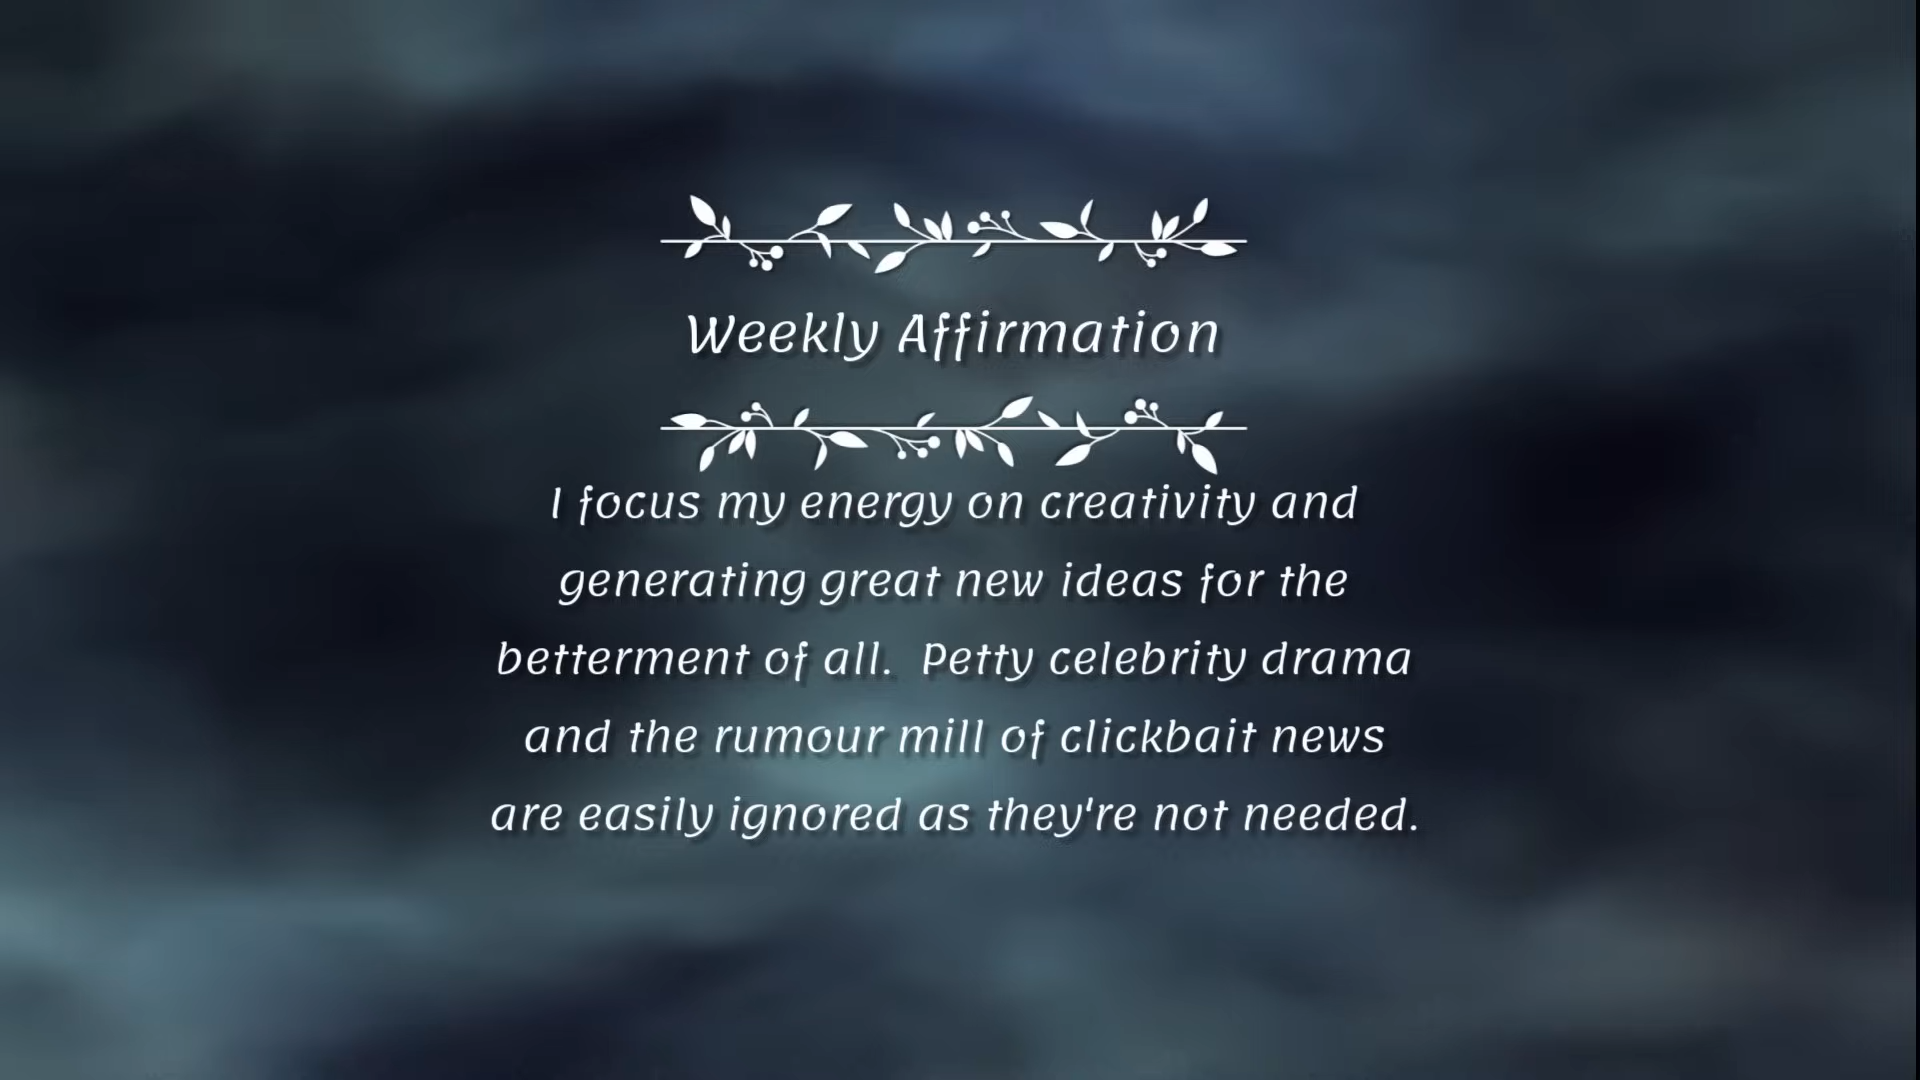 Weekly Affirmation
I focus my energy on creativity and
generating great new ideas for the
betterment of all.  Petty celebrity drama
and the rumour mill of clickbait news
are easily ignored as they're not needed.